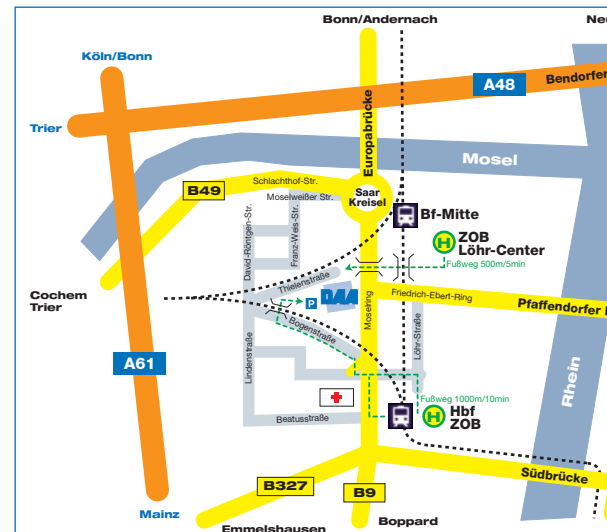 Bonn/Andernach
Neu
Köln/Bonn
A48
Bendorfer
Trier
Europabrücke
Mosel
Schlachthof-Str.
B49
Moselweißer Str.
Saar
Kreisel
Bf-Mitte
David-Röntgen-Str.
Franz-Weis-Str.
H
ZOB
Löhr-Center
Fußweg 500m/5min
Thielenstraße
Cochem
Trier
P
DAA
Friedrich-Ebert-Ring
Pfaffendorfer
Moselring
Bogenstraße
Löhr-Straße
Lindenstraße
A61
Rhein
Fußweg 1000m/10min
Beatusstraße
H
Hbf
ZOB
B327
B9
Südbrücke
Mainz
Emmelshausen
Boppard